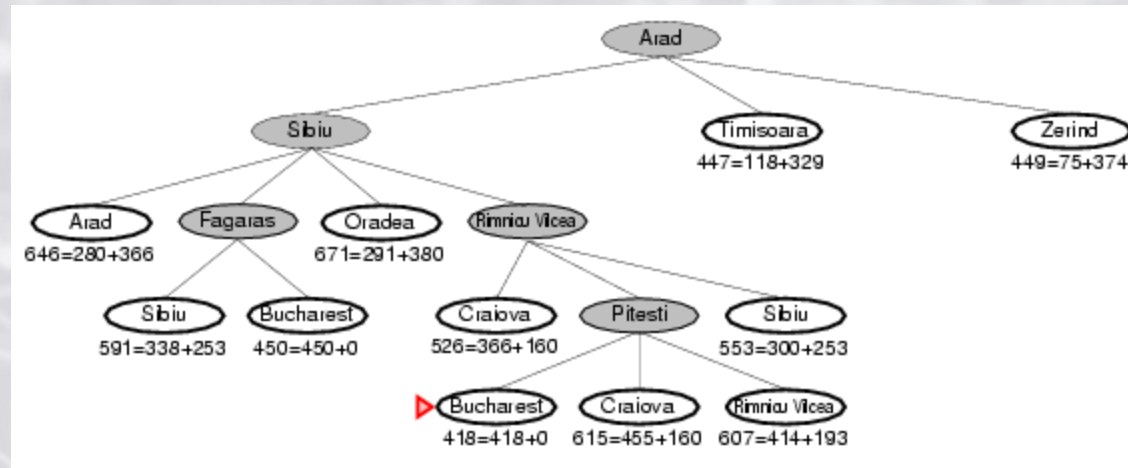 Arad
Sibiu
Timisoara
Zerind
447=118+329
449=75+374
Arad
Fagaras
Oradea
Rimnicu Vilcea
646=280+366
671=291+380
Sibiu
Bucharest
Craiova
Pitesti
Sibiu
591=338+253
450=450+0
526=366+160
553=300+253
Bucharest
Craiova
Rimnicu Vilcea
418=418+0
615=455+160
607=414+193